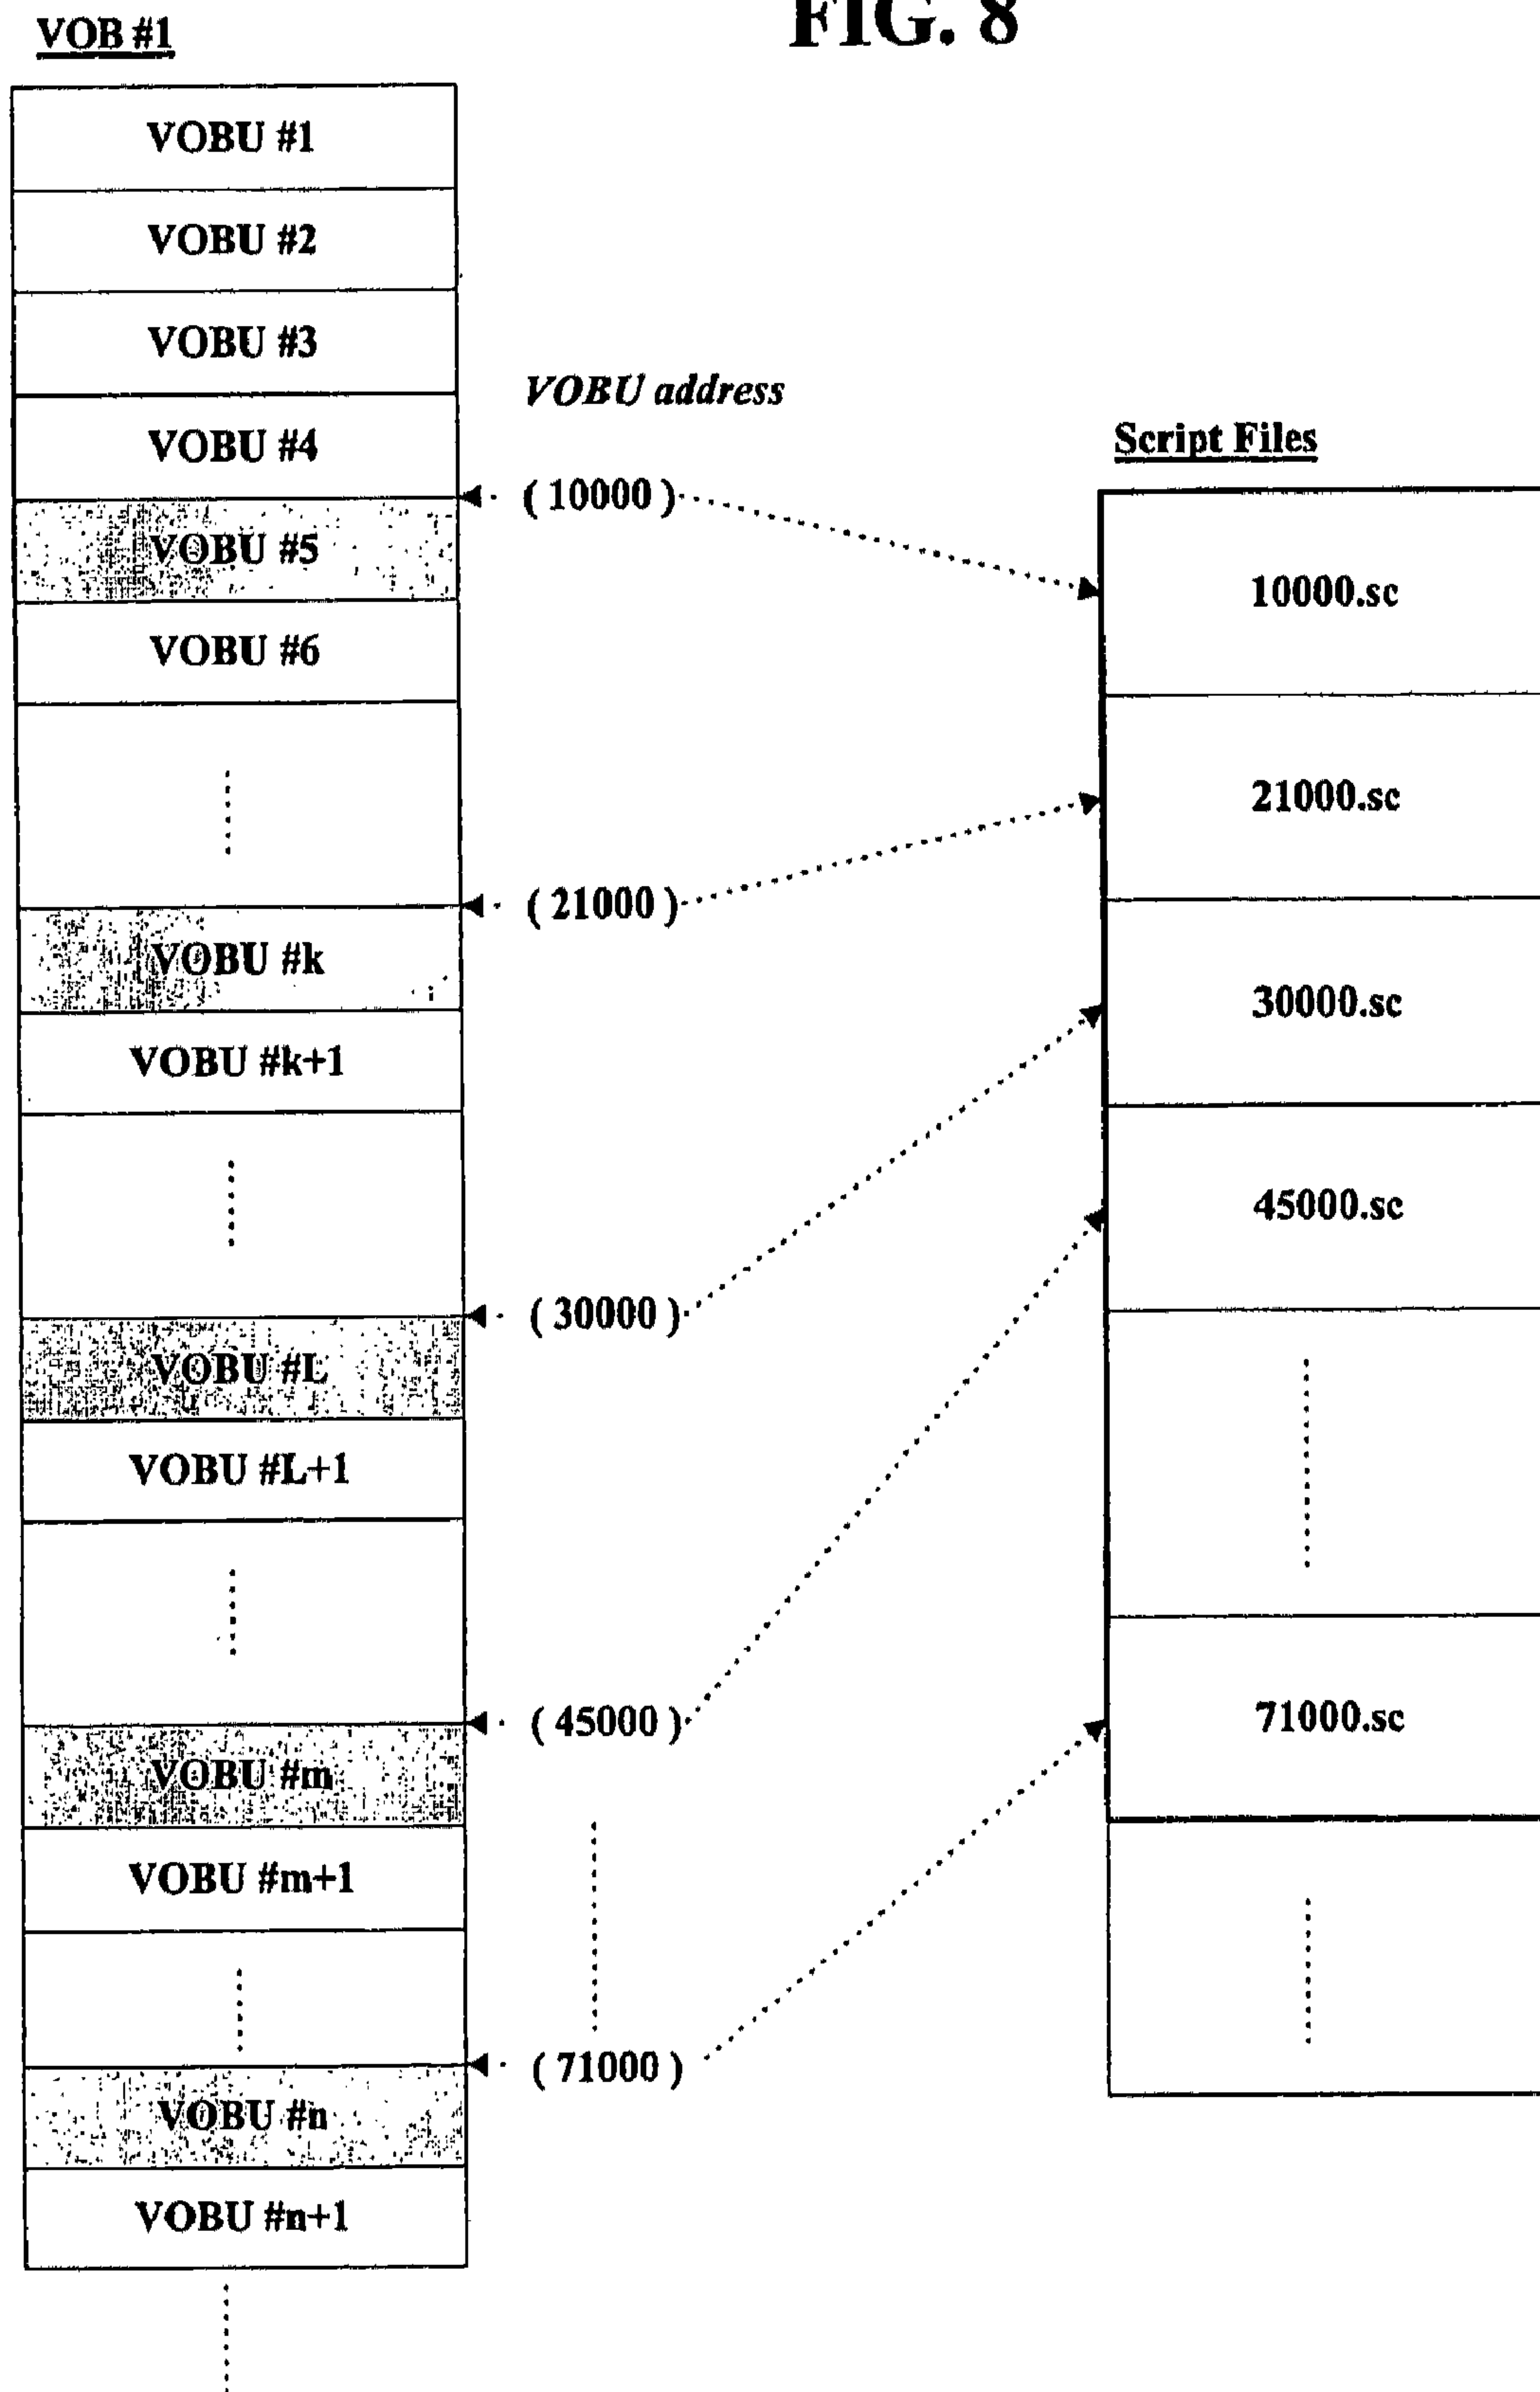 FIG. 8
VOB #1
VOBU #1
VOBU #2
VOBU #3
VOBU #4
VOBU #5
VOBU #6
VOBU #k
VOBU #k+1
VOBU #L
VOBU #L+1
VOBU #m
VOBU #m+1
VOBU #n
VOBU #n+1
VOBU address
( 10000 )
( 21000 )
( 30000 )
( 45000 )
( 71000 )
Script Files
10000.sc
21000.sc
30000.sc
45000.sc
71000.sc